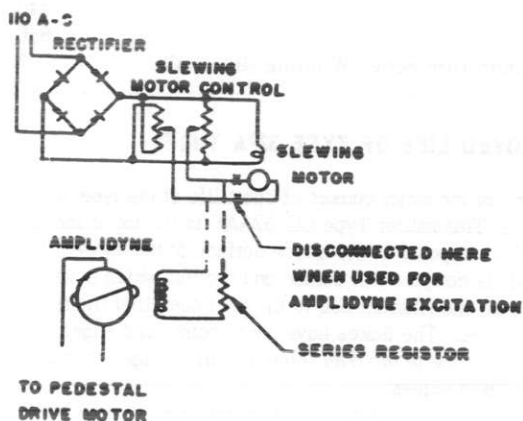 110 A-C
RECTIFIER
SLEWING
MOTOR CONTROL
SLEWING
MOTOR
AMPLIDYNE
DISCONNECTED HERE
WHEN USED FOR
AMPLIDYNE EXCITATION
SERIES RESISTOR
TO PEDESTAL
DRIVE MOTOR